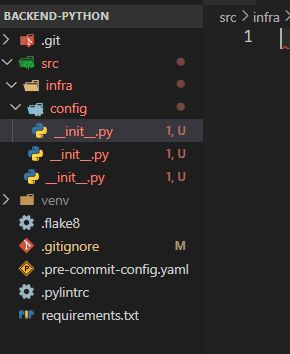 BACKEND-PYTHON
.git
src
infra
config
__init__.py 1, U
__init__.py 1, U
__init__.py 1, U
venv
.flake8
.gitignore M
.pre-commit-config.yaml
.pylintrc
requirements.txt
src > infra >
1